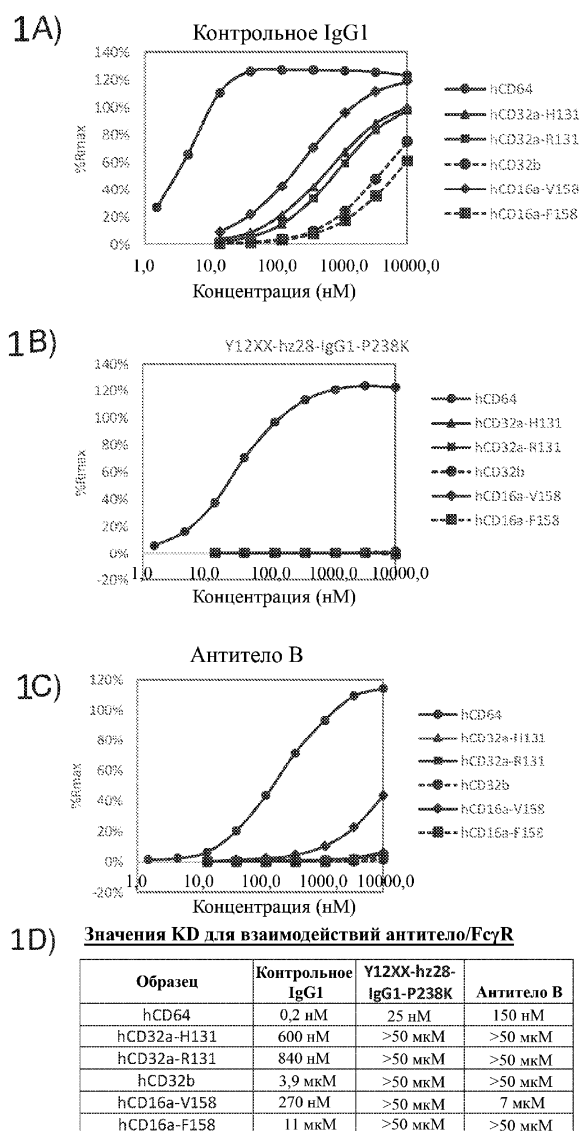 1A)
Контрольное IgG1
140%
120%
100%
80%
60%
40%
20%
0%
%Rmax
1,0 10,0 100,0 1000,0 10000,0
Концентрация (нМ)
hCD64
hCD32a-H131
hCD32a-R131
hCD32b
hCD16a-V158
hCD16a-F158
1B)
Y12XX-hz28-IgG1-P238K
140%
120%
100%
80%
60%
40%
20%
0%
-20%
%Rmax
1,0 10,0 100,0 1000,0 10000,0
Концентрация (нМ)
hCD64
hCD32a-H131
hCD32a-R131
hCD32b
hCD16a-V158
hCD16a-F158
1C)
Антитело B
120%
100%
80%
60%
40%
20%
0%
-20%
%Rmax
1,0 10,0 100,0 1000,0 10000,0
Концентрация (нМ)
hCD64
hCD32a-H131
hCD32a-R131
hCD32b
hCD16a-V158
hCD16a-F158
1D) Значения KD для взаимодействий антитело/FcγR
Образец Контрольное IgG1 Y12XX-hz28-IgG1-P238K Антитело B
hCD64 0,2 нМ 25 нМ 150 нМ
hCD32a-H131 600 нМ >50 мкМ >50 мкМ
hCD32a-R131 840 нМ >50 мкМ >50 мкМ
hCD32b 3,9 мкМ >50 мкМ >50 мкМ
hCD16a-V158 270 нМ >50 мкМ 7 мкМ
hCD16a-F158 11 мкМ >50 мкМ >50 мкМ